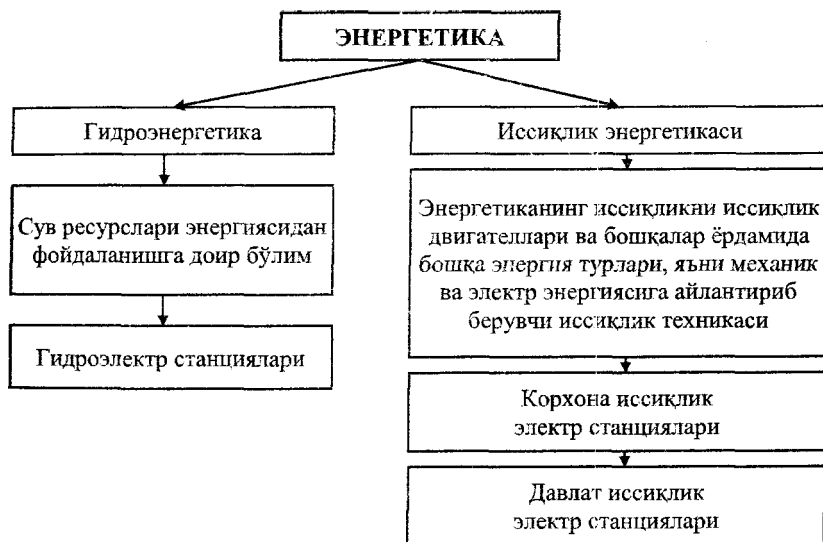 ЭНЕРГЕТИКА
Гидроэнергетика
Сув ресурслари энергиясидан
фойдаланишга доир бўлим
Гидроэлектр станциялари
Иссиқлик энергетикаси
Энергетиканинг иссиқликни иссиқлик
двигателлари ва бошқалар ёрдамида
бошқа энергия турлари, яъни механик
ва электр энергиясига айлантириб
берувчи иссиқлик техникаси
Корхона иссиқлик
электр станциялари
Давлат иссиқлик
электр станциялари